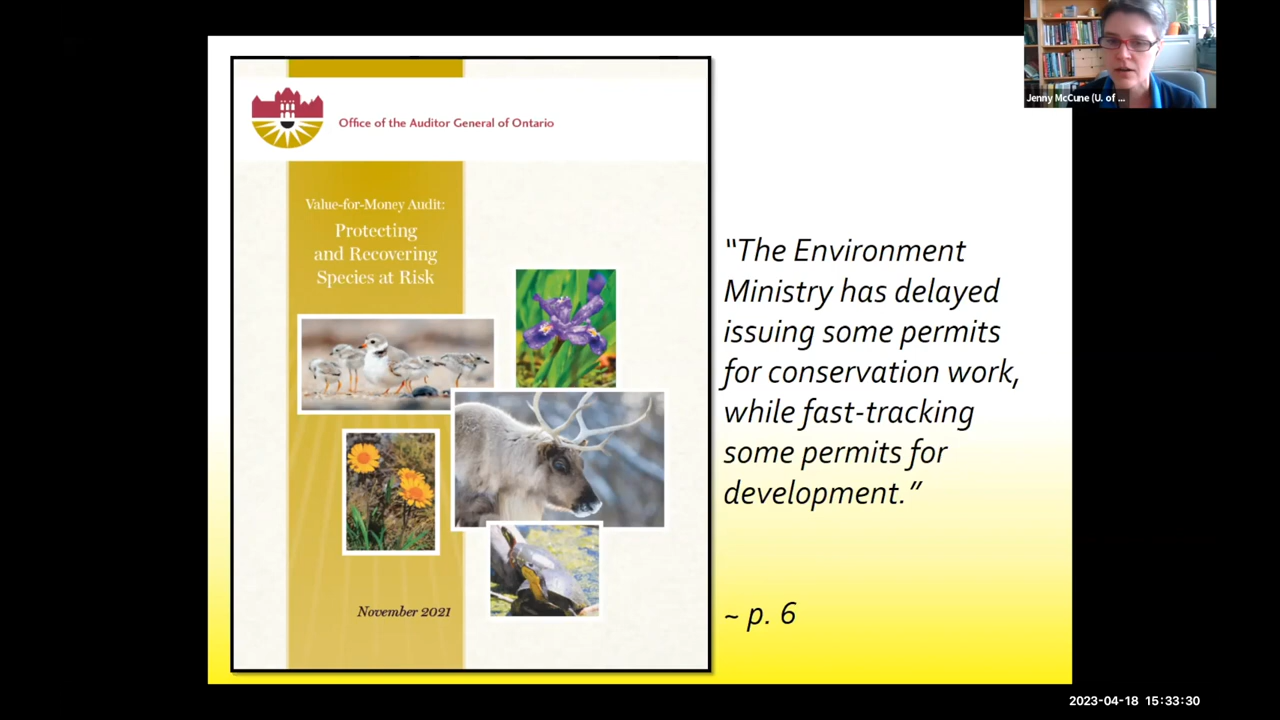 Jenny McCune (U. of ...
Office of the Auditor General of Ontario
Value-for-Money Audit:
Protecting
and Recovering
Species at Risk
November 2021
“The Environment
Ministry has delayed
issuing some permits
for conservation work,
while fast-tracking
some permits for
development.”
~ p. 6
2023-04-18 15:33:30